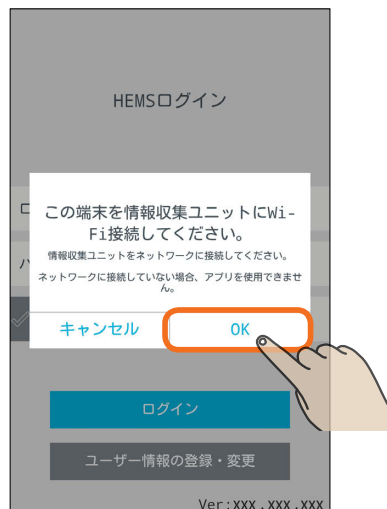 HEMSログイン
この端末を情報収集ユニットにWi-
Fi接続してください。
情報収集ユニットをネットワークに接続してください。
ネットワークに接続していない場合、アプリを使用できませ
ん。
キャンセル
OK
ログイン
ユーザー情報の登録・変更
Ver:XXX.XXX.XXX